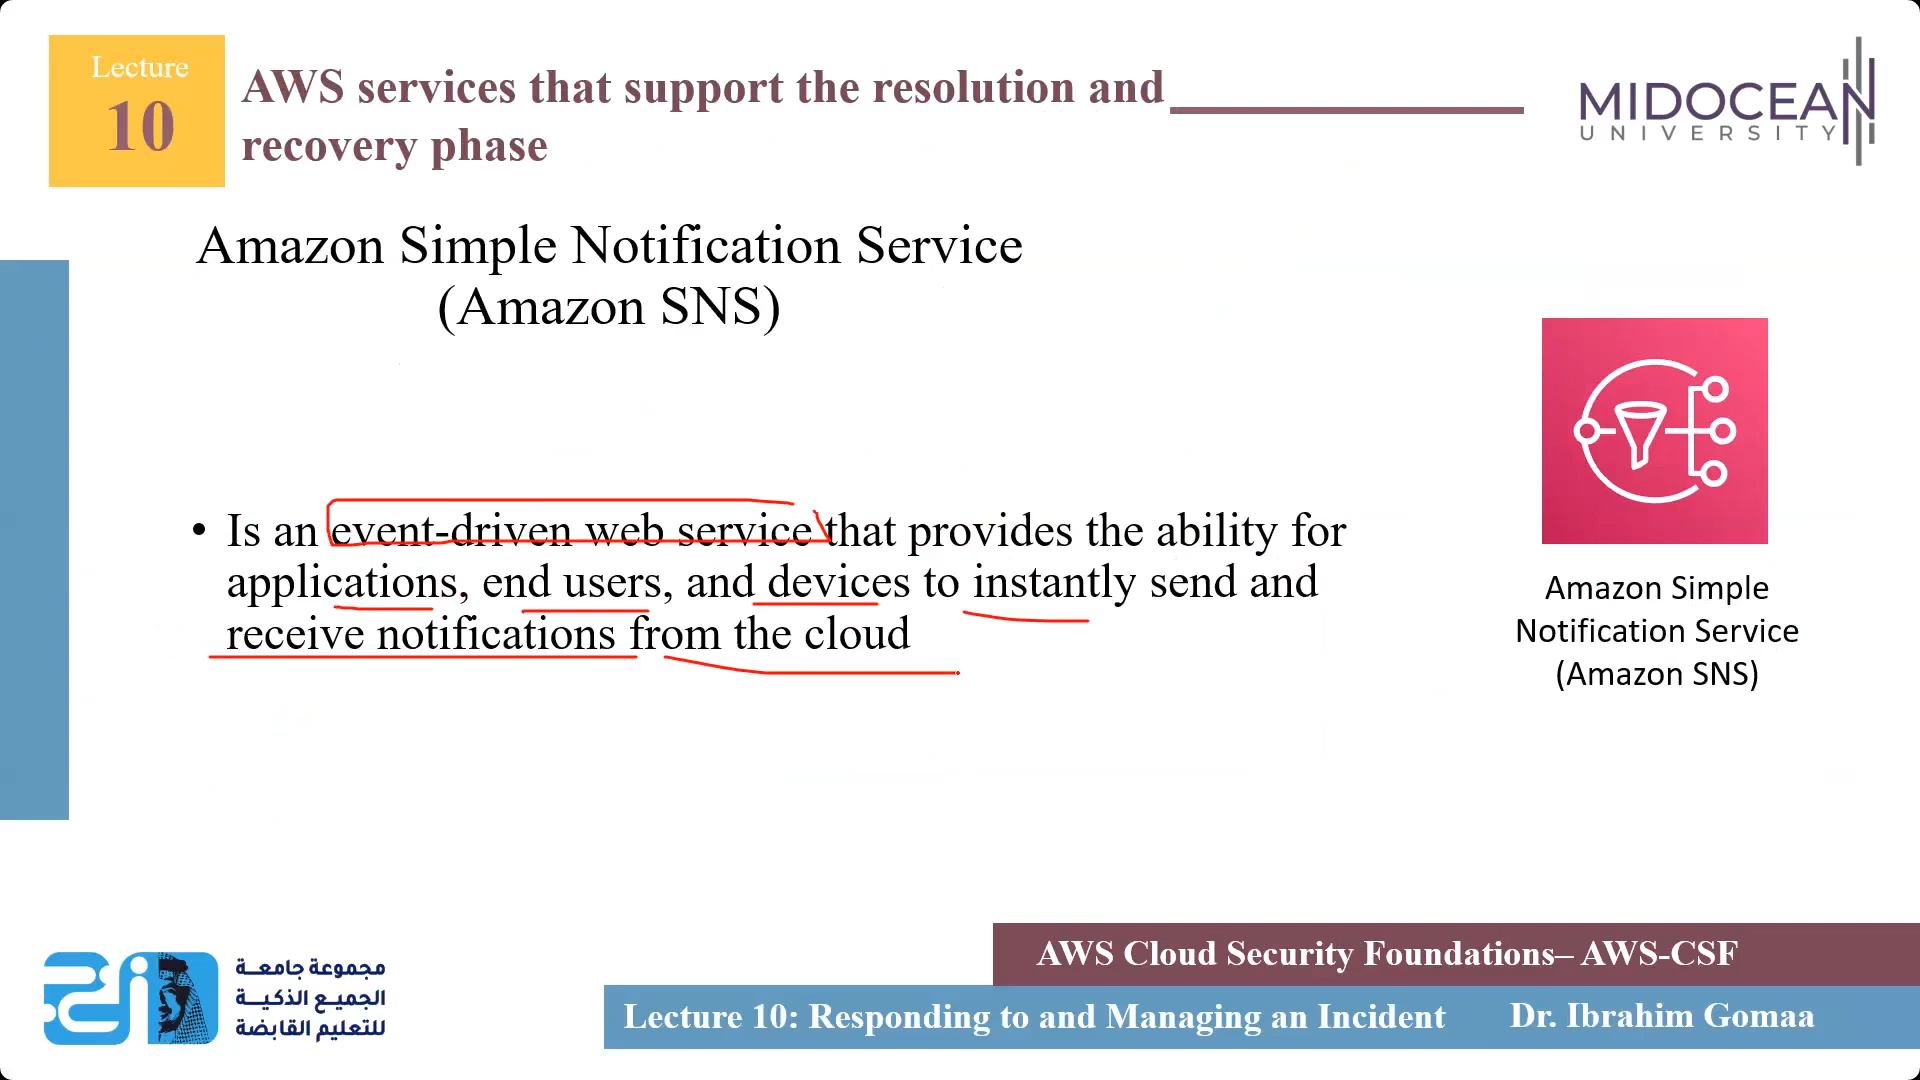 Lecture
10
AWS services that support the resolution and
recovery phase
MIDOCEAN
UNIVERSITY
Amazon Simple Notification Service
(Amazon SNS)
• Is an event-driven web service that provides the ability for
applications, end users, and devices to instantly send and
receive notifications from the cloud
Amazon Simple
Notification Service
(Amazon SNS)
مجموعة جامعة
الجميع الذكية
للتعليم القابضة
AWS Cloud Security Foundations– AWS-CSF
Lecture 10: Responding to and Managing an Incident Dr. Ibrahim Gomaa